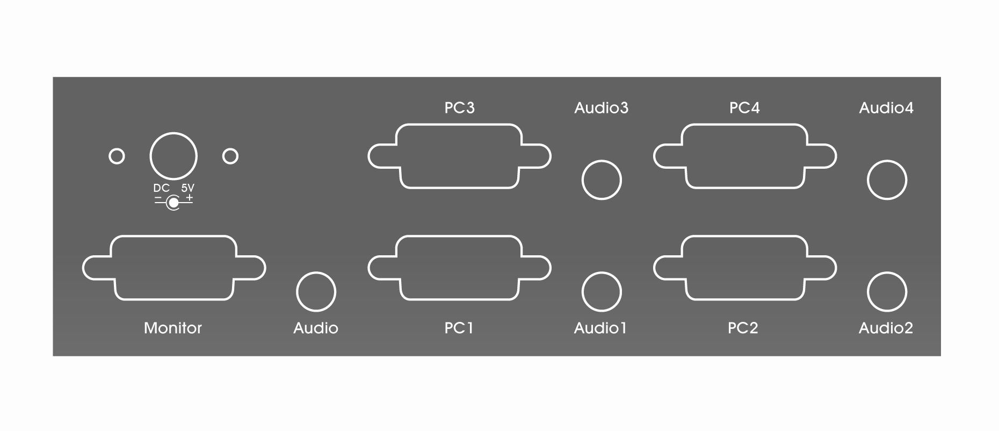 PC3 Audio3 PC4 Audio4
DC 5V
- +
Monitor Audio PC1 Audio1 PC2 Audio2